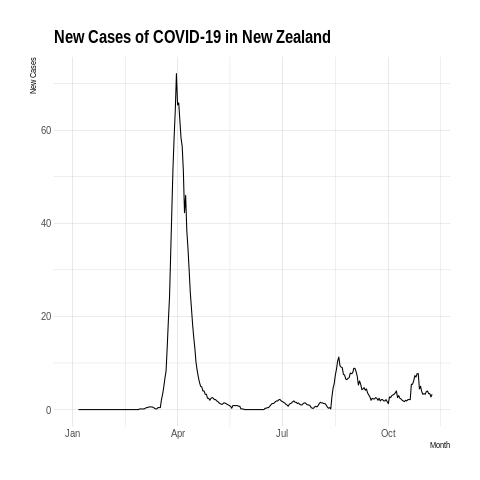 New Cases of COVID-19 in New Zealand
New Cases
60
40
20
0
Jan Apr Jul Oct
Month